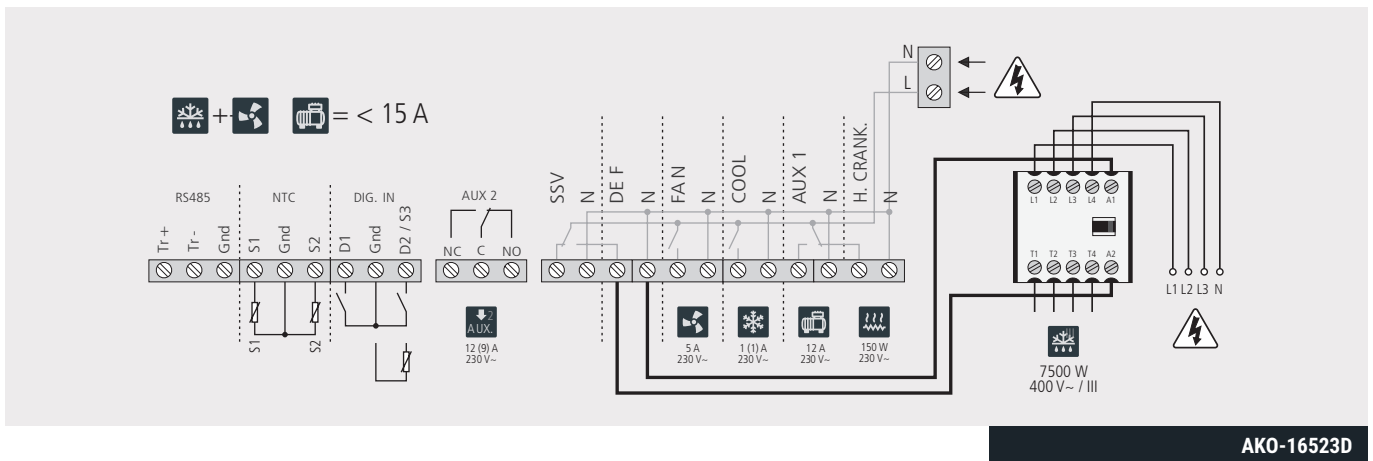 N
L
+
= < 15 A
RS485
NTC
DIG. IN
AUX 2
Tr +
Tr -
Gnd
S1
Gnd
S2
D1
Gnd
D2 / S3
NC C NO
SSV
N
DE F
N
FAN
N
COOL
N
AUX 1
N
H. CRANK.
N
L1 L2 L3 L4 A1
T1 T2 T3 T4 A2
L1 L2 L3 N
S1
S2
2
AUX.
12 (9) A
230 V~
5 A
230 V~
1 (1) A
230 V~
12 A
230 V~
150 W
230 V~
7500 W
400 V~ / III
AKO-16523D